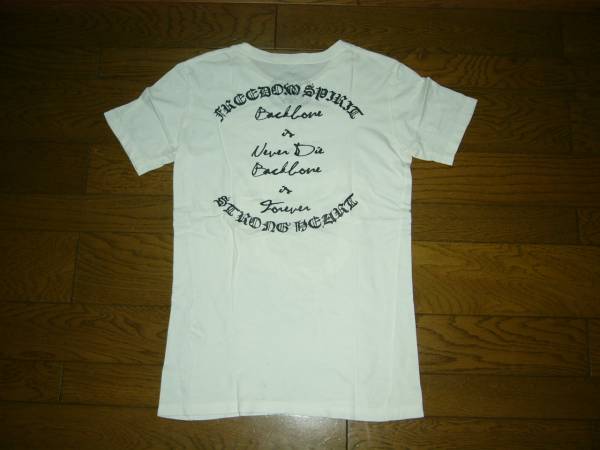 FREEDOM SPIRIT
Backbone
is
Never Die
Backbone
is
Forever
STRONG HEART